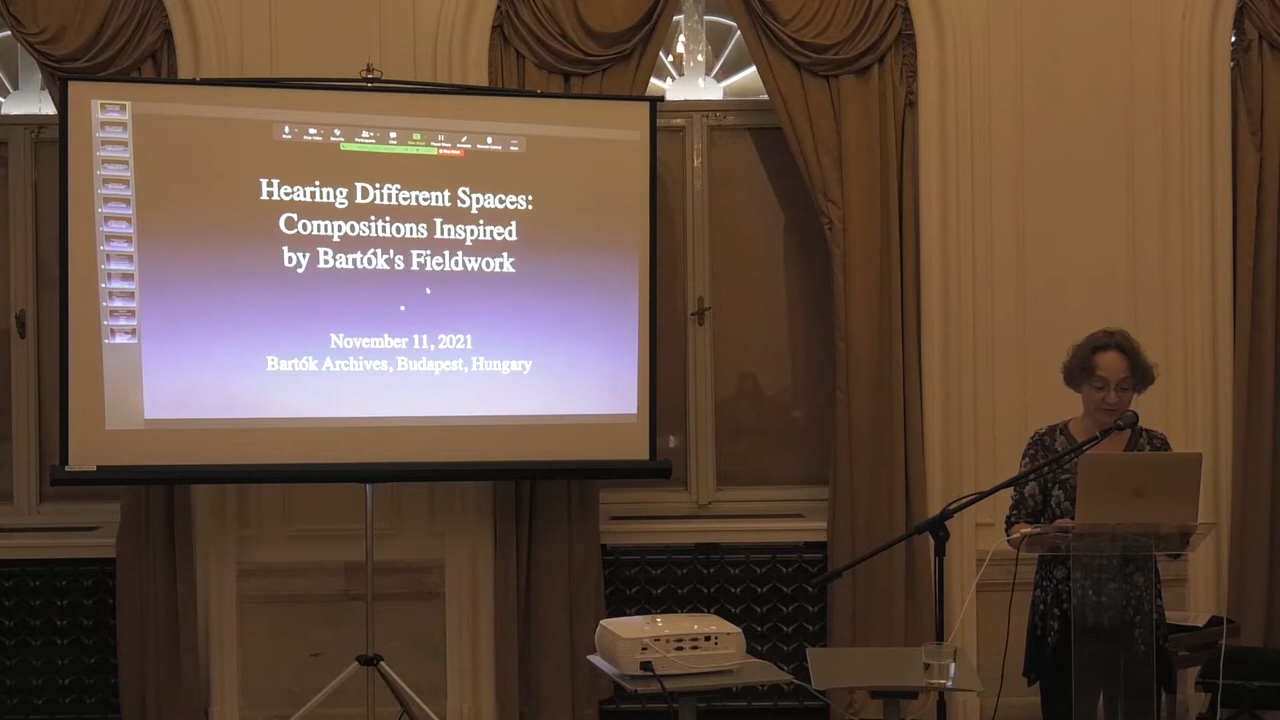 Hearing Different Spaces:
Compositions Inspired
by Bartók's Fieldwork
November 11, 2021
Bartók Archives, Budapest, Hungary